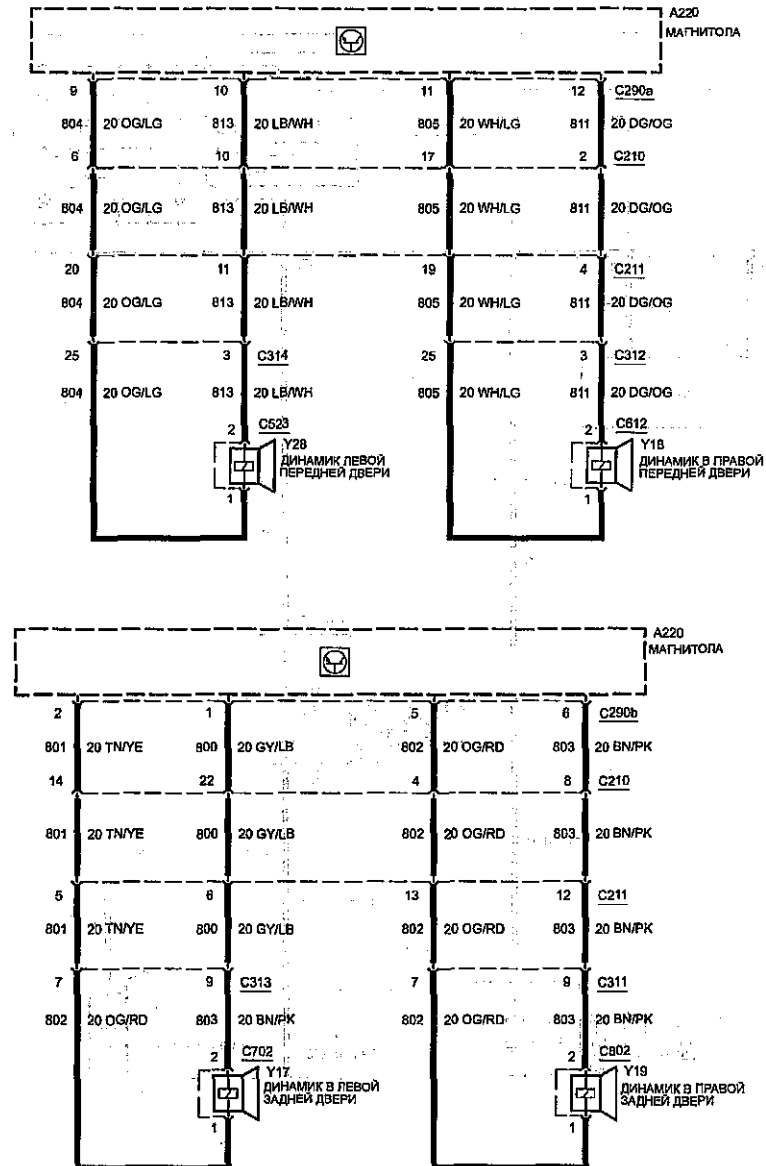 A220
МАГНИТОЛА
9 10 11 12 C290a
804 20 OG/LG 813 20 LB/WH 805 20 WH/LG 811 20 DG/OG
6 10 17 2 C210
804 20 OG/LG 813 20 LB/WH 805 20 WH/LG 811 20 DG/OG
20 11 19 4 C211
804 20 OG/LG 813 20 LB/WH 805 20 WH/LG 811 20 DG/OG
25 3 C314 25 3 C312
804 20 OG/LG 813 20 LB/WH 805 20 WH/LG 811 20 DG/OG
2 C523 2 C612
Y28 Y18
ДИНАМИК ЛЕВОЙ ДИНАМИК В ПРАВОЙ
ПЕРЕДНЕЙ ДВЕРИ ПЕРЕДНЕЙ ДВЕРИ
1 1
A220
МАГНИТОЛА
2 1 5 6 C290b
801 20 TN/YE 800 20 GY/LB 802 20 OG/RD 803 20 BN/PK
14 22 4 8 C210
801 20 TN/YE 800 20 GY/LB 802 20 OG/RD 803 20 BN/PK
5 6 13 12 C211
801 20 TN/YE 800 20 GY/LB 802 20 OG/RD 803 20 BN/PK
7 9 C313 7 9 C311
802 20 OG/RD 803 20 BN/PK 802 20 OG/RD 803 20 BN/PK
2 C702 2 C802
Y17 Y19
ДИНАМИК В ЛЕВОЙ ДИНАМИК В ПРАВОЙ
ЗАДНЕЙ ДВЕРИ ЗАДНЕЙ ДВЕРИ
1 1